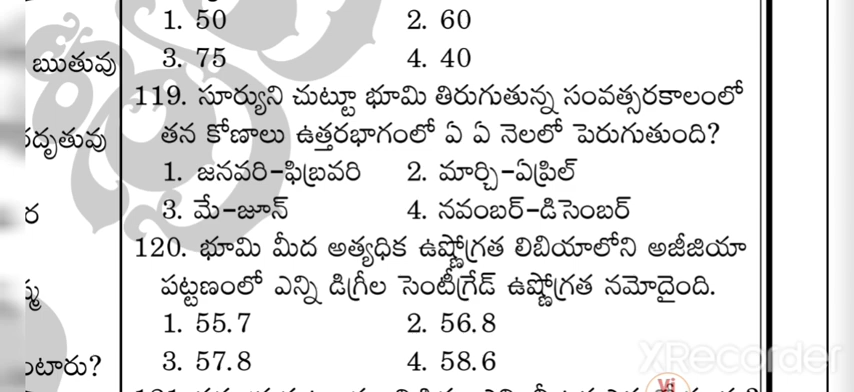 1. 50 2. 60
ఋతువు 3. 75 4. 40
119. సూర్యుని చుట్టూ భూమి తిరుగుతున్న సంవత్సరకాలంలో
తన కోణాలు ఉత్తరభాగంలో ఏ ఏ నెలలో పెరుగుతుంది?
1. జనవరి-ఫిబ్రవరి 2. మార్చి-ఏప్రిల్
3. మే-జూన్ 4. నవంబర్-డిసెంబర్
120. భూమి మీద అత్యధిక ఉష్ణోగ్రత లిబియాలోని అజీజియా
పట్టణంలో ఎన్ని డిగ్రీల సెంటీగ్రేడ్ ఉష్ణోగ్రత నమోదైంది.
1. 55.7 2. 56.8
3. 57.8 4. 58.6
XRecorder